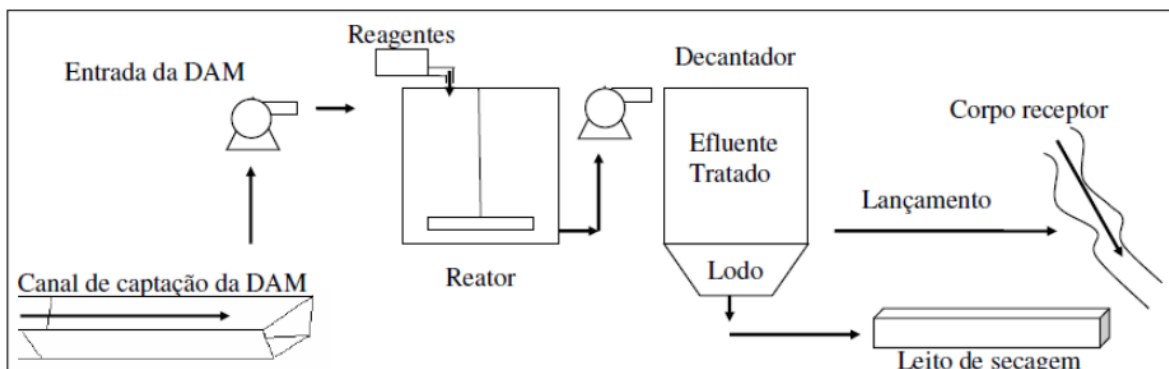 Reagentes
Entrada da DAM
Decantador
Corpo receptor
Efluente
Tratado
Lançamento
Canal de captação da DAM
Reator
Lodo
Leito de secagem